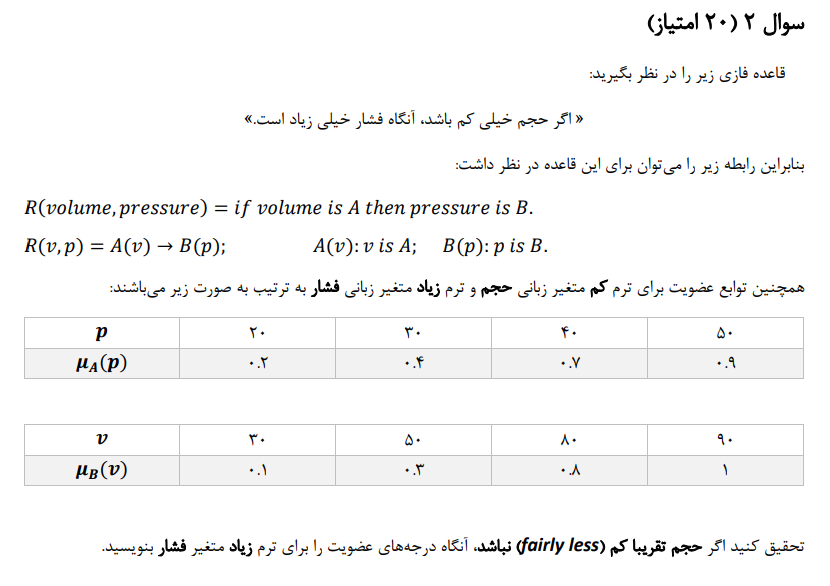 سوال ۲ (۲۰ امتیاز)
قاعده فازی زیر را در نظر بگیرید:
« اگر حجم خیلی کم باشد، آنگاه فشار خیلی زیاد است.»
بنابراین رابطه زیر را می‌توان برای این قاعده در نظر داشت:
R(volume, pressure) = if volume is A then pressure is B.
R(v, p) = A(v) → B(p); A(v): v is A; B(p): p is B.
همچنین توابع عضویت برای ترم کم متغیر زبانی حجم و ترم زیاد متغیر زبانی فشار به ترتیب به صورت زیر می‌باشند:
p ۲۰ ۳۰ ۴۰ ۵۰
μA(p) ۰.۲ ۰.۴ ۰.۷ ۰.۹
v ۳۰ ۵۰ ۸۰ ۹۰
μB(v) ۰.۱ ۰.۳ ۰.۸ ۱
تحقیق کنید اگر حجم تقریبا کم (fairly less) نباشد، آنگاه درجه‌های عضویت را برای ترم زیاد متغیر فشار بنویسید.